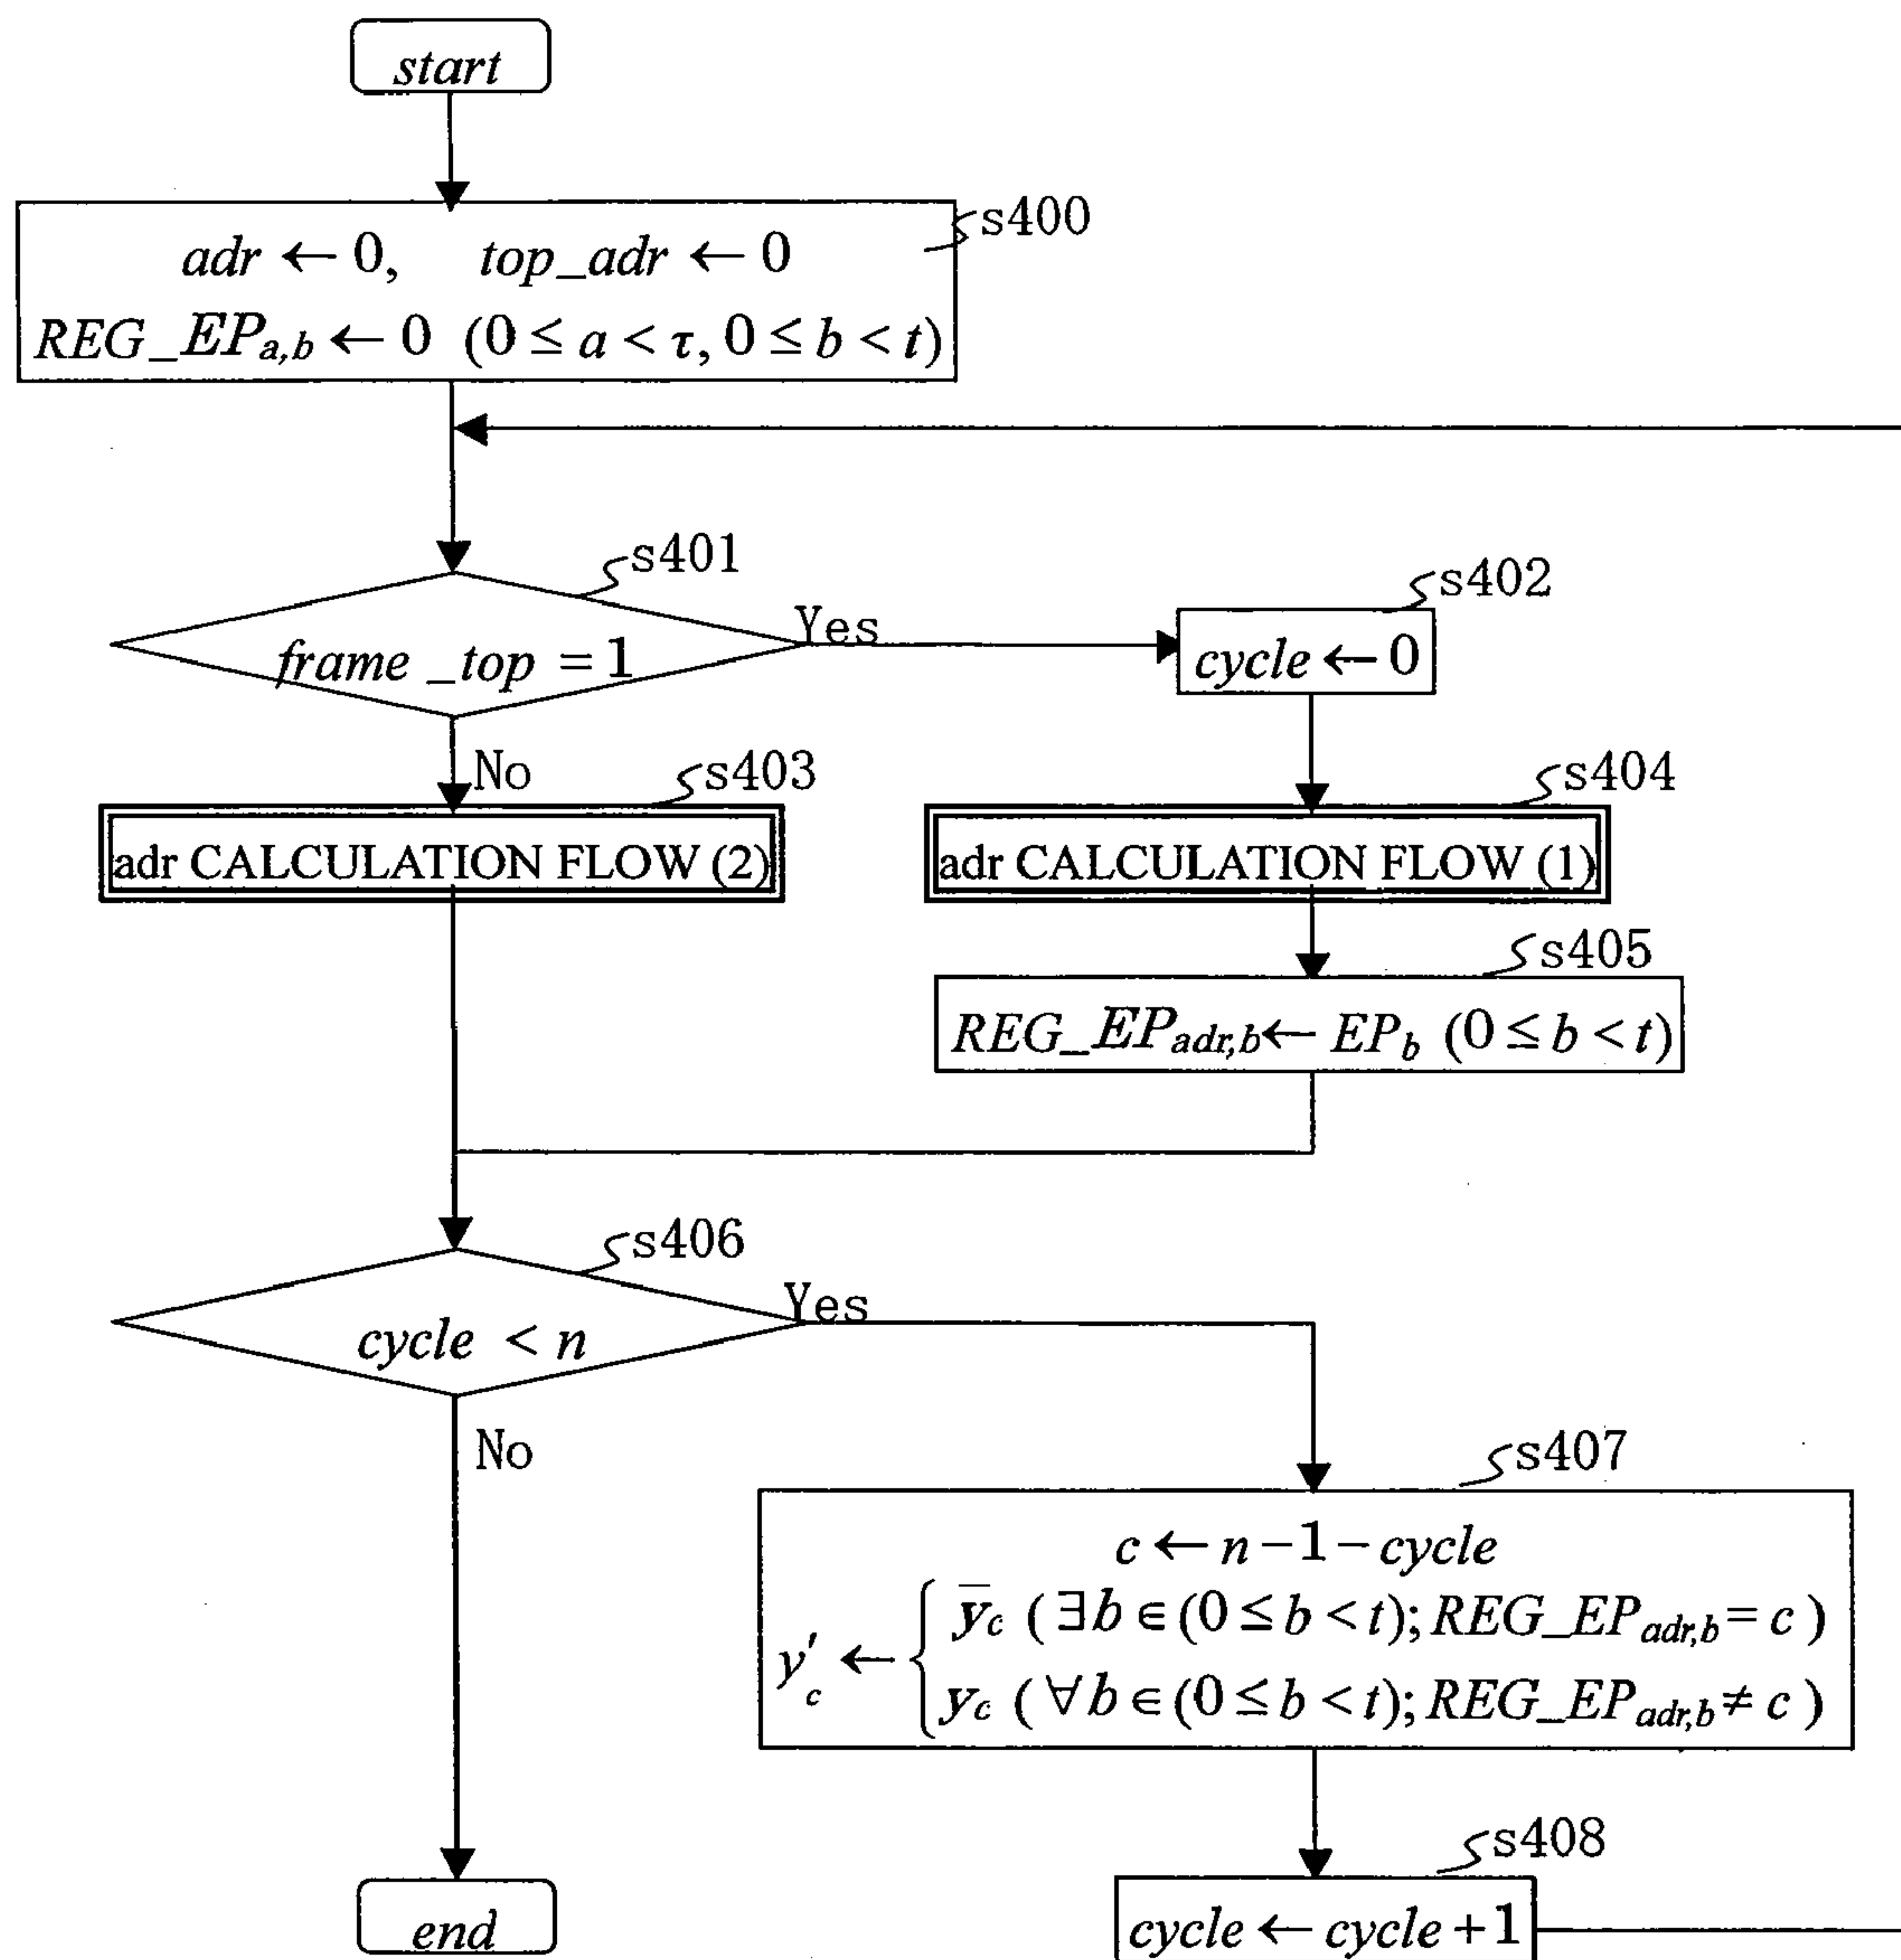 start
s400
adr ← 0, top_adr ← 0
REG_EPa,b ← 0 (0 ≤ a < τ, 0 ≤ b < t)
s401
frame_top = 1
Yes
s402
cycle ← 0
No
s403
adr CALCULATION FLOW (2)
s404
adr CALCULATION FLOW (1)
s405
REG_EPadr,b ← EPb (0 ≤ b < t)
s406
cycle < n
Yes
No
s407
c ← n−1−cycle
y′c ← { y̅c ( ∃b ∈ (0 ≤ b < t); REG_EPadr,b = c )
yc ( ∀b ∈ (0 ≤ b < t); REG_EPadr,b ≠ c )
s408
cycle ← cycle +1
end